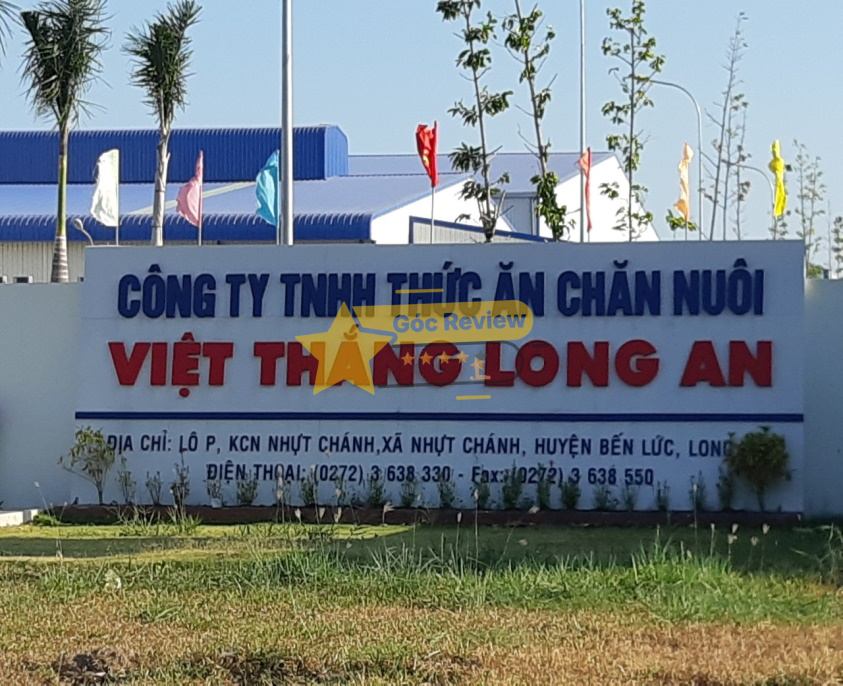 CÔNG TY TNHH THỨC ĂN CHĂN NUÔI
Góc Review
VIỆT THẮNG LONG AN
ĐỊA CHỈ: LÔ P, KCN NHỰT CHÁNH,XÃ NHỰT CHÁNH, HUYỆN BẾN LỨC, LONG
ĐIỆN THOẠI: (0272) 3 638 330 - Fax: (0272) 3 638 550